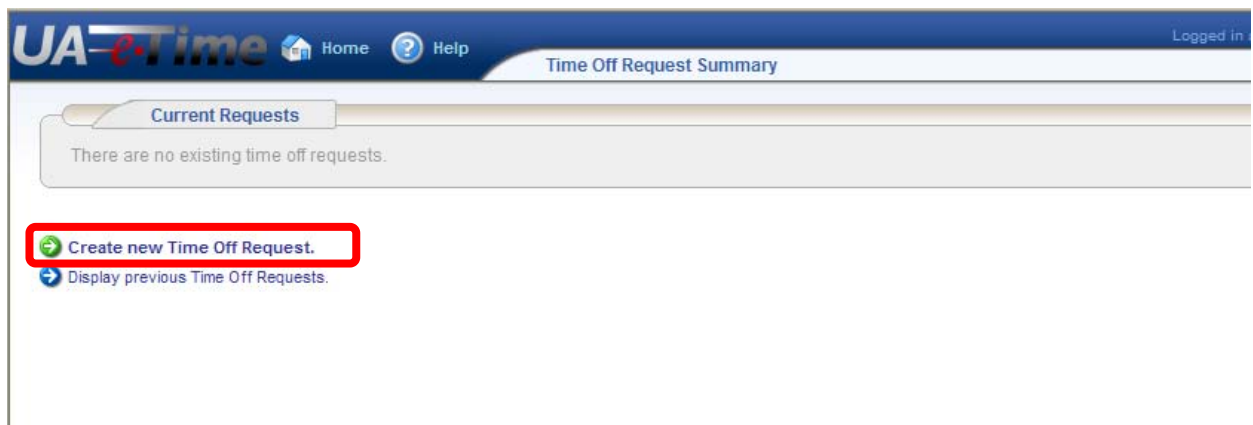 UA-e-Time Home Help Logged in
Time Off Request Summary
Current Requests
There are no existing time off requests.
Create new Time Off Request.
Display previous Time Off Requests.